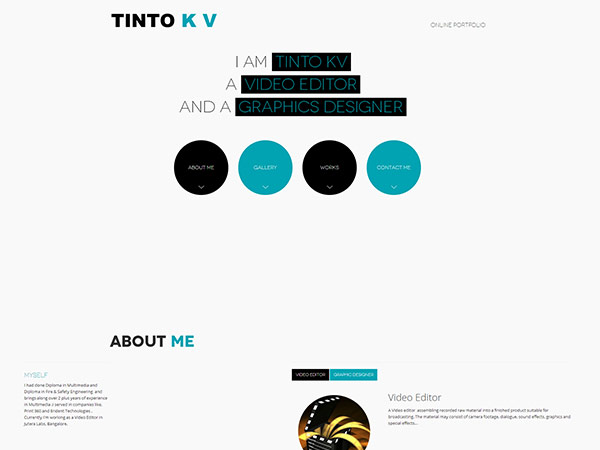 TINTO K V
ONLINE PORTFOLIO
I AM TINTO KV
A VIDEO EDITOR
AND A GRAPHICS DESIGNER
ABOUT ME
GALLERY
WORKS
CONTACT ME
ABOUT ME
MYSELF
I had done Diploma in Multimedia and
Diploma in Fire & Safety Engineering and
brings along over 2 plus years of experience
in Multimedia .I served in companies like
Print 360 and Endent Technologies .
Currently I'm working as a Video Editor in
Jufara Labs, Bangalore.
VIDEO EDITOR
GRAPHIC DESIGNER
Video Editor
A Video editor assembling recorded raw material into a finished product suitable for
broadcasting. The material may consist of camera footage, dialogue, sound effects, graphics and
special effects...